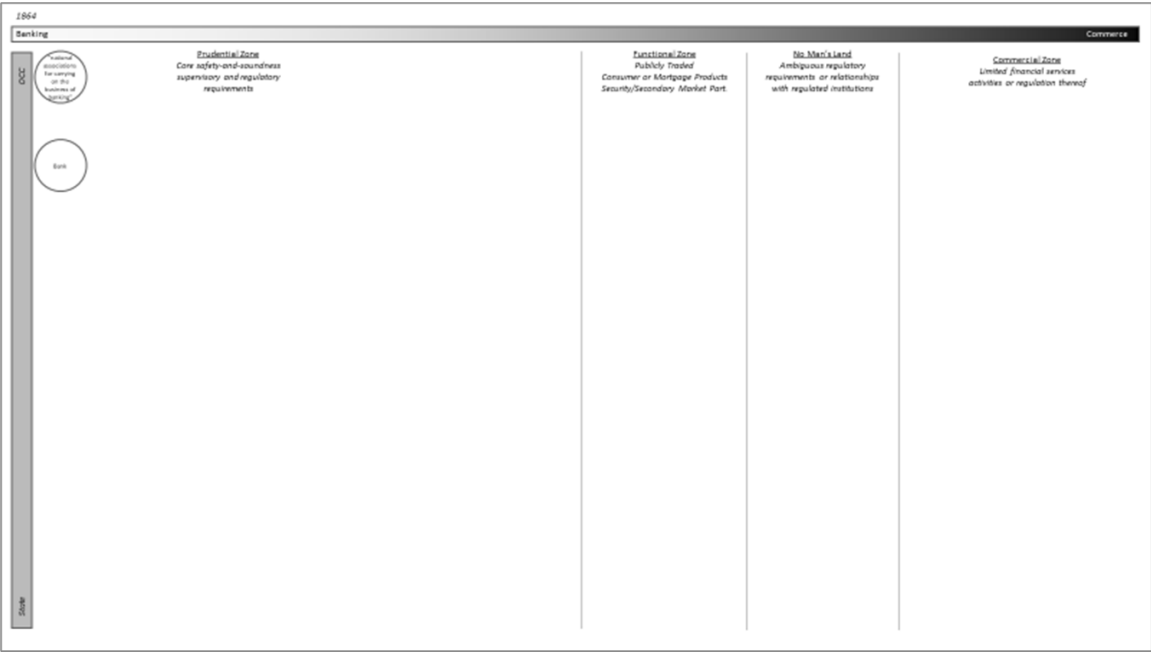 1864
Banking
Commerce
OCC
"national
associations
for carrying
on the
business of
banking"
Prudential Zone
Core safety-and-soundness
supervisory and regulatory
requirements
Functional Zone
Publicly Traded
Consumer or Mortgage Products
Security/Secondary Market Part.
No Man's Land
Ambiguous regulatory
requirements or relationships
with regulated institutions
Commercial Zone
Limited financial services
activities or regulation thereof
Bank
State